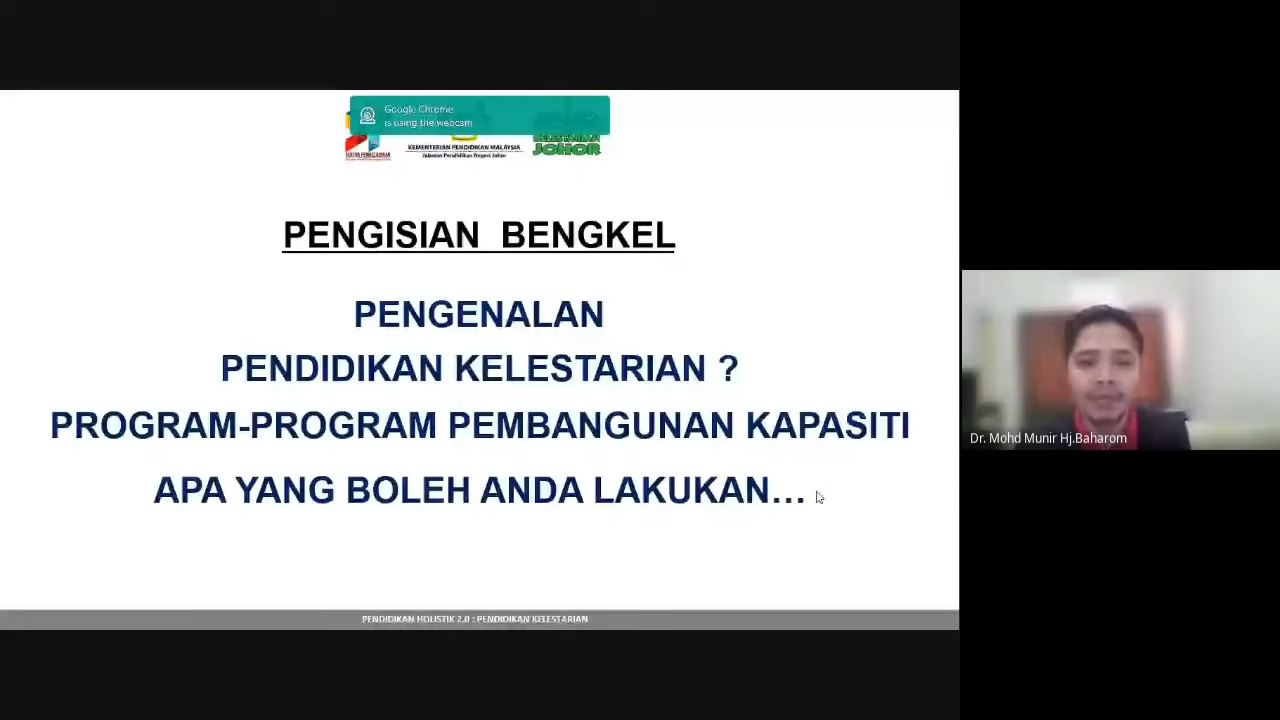 Google Chrome
is using the webcam
KEMENTERIAN PENDIDIKAN MALAYSIA
Jabatan Pendidikan Negeri Johor
JOHOR
PENGISIAN BENGKEL
PENGENALAN
PENDIDIKAN KELESTARIAN ?
PROGRAM-PROGRAM PEMBANGUNAN KAPASITI
APA YANG BOLEH ANDA LAKUKAN...
Dr. Mohd Munir Hj.Baharom
PENDIDIKAN HOLISTIK 2.0 : PENDIDIKAN KELESTARIAN